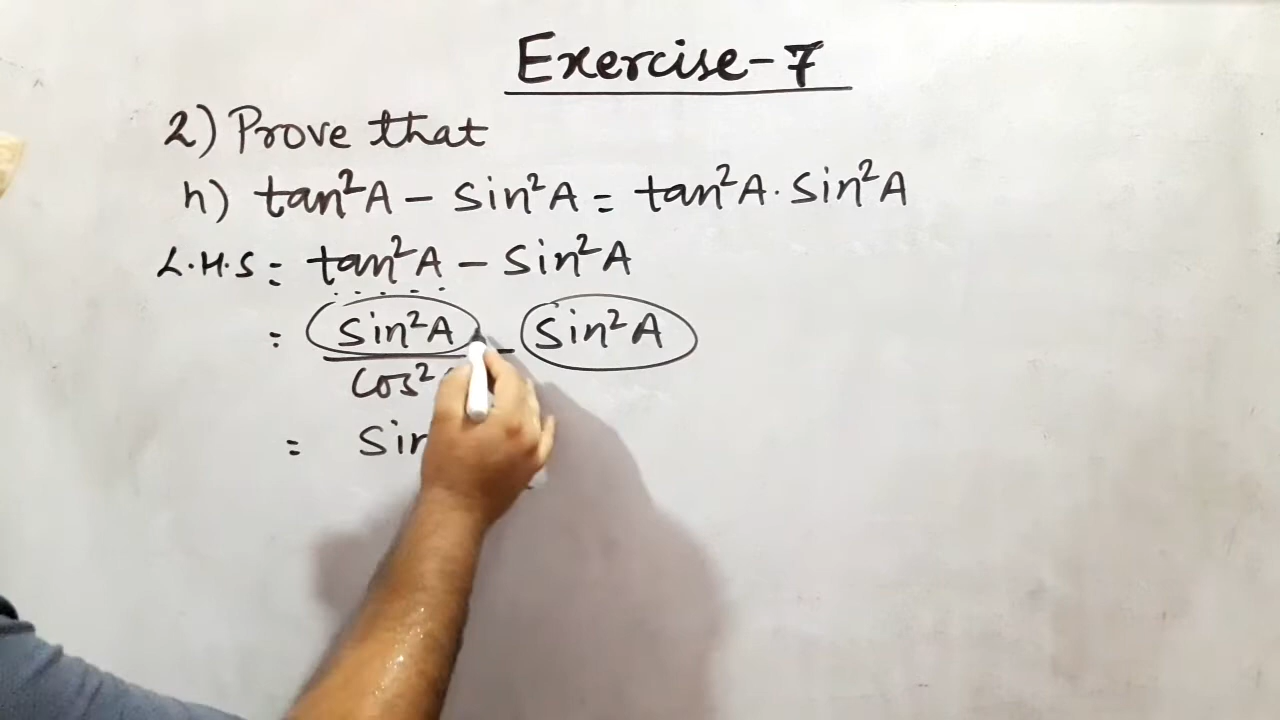 Exercise-7
2) Prove that
h) tan²A - Sin²A = tan²A · Sin²A
L.H.S = tan²A - Sin²A
= Sin²A / Cos² - Sin²A
= Sin